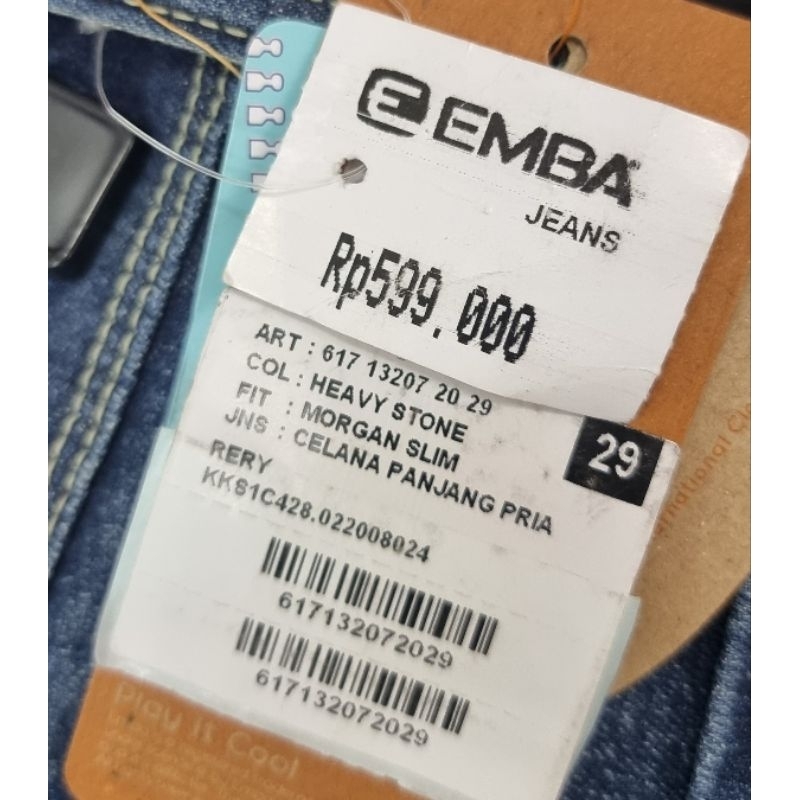 EMBA
JEANS
Rp599.000
ART : 617 13207 20 29
COL : HEAVY STONE
FIT : MORGAN SLIM
JNS : CELANA PANJANG PRIA
29
RERY
KKS1C428.022008024
617132072029
617132072029
Play It Cool